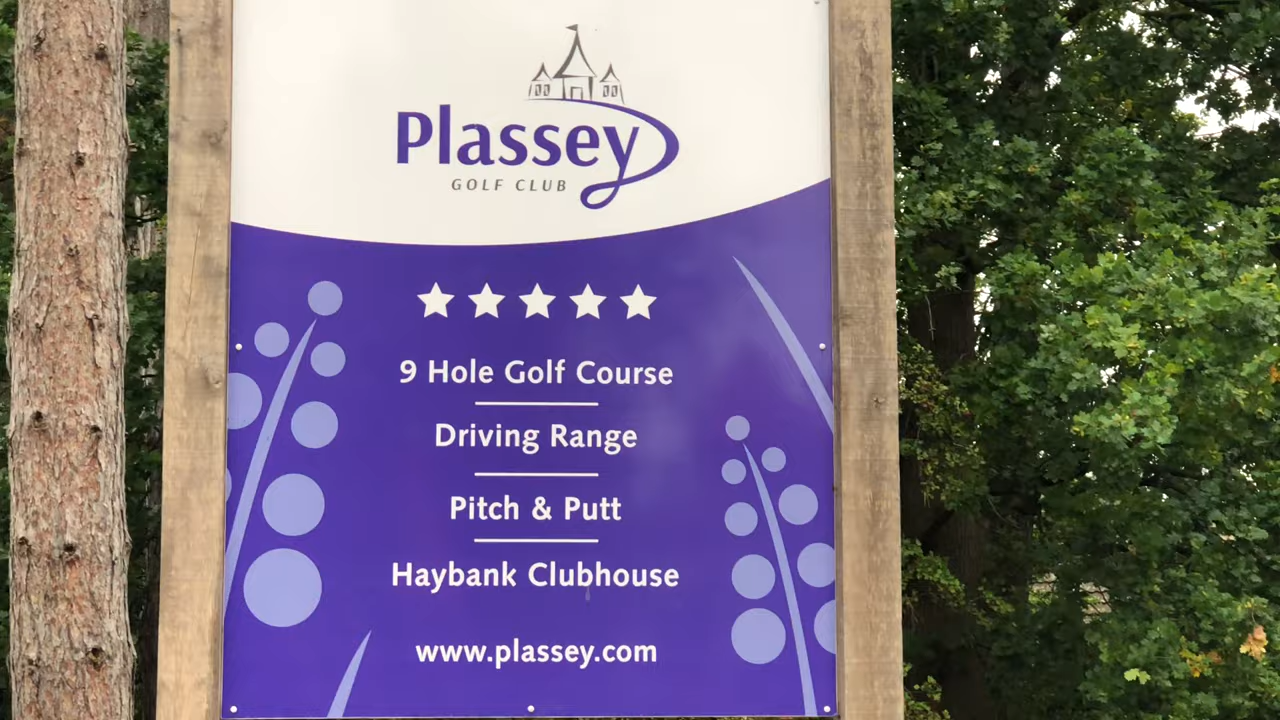 Plassey
GOLF CLUB
9 Hole Golf Course
Driving Range
Pitch & Putt
Haybank Clubhouse
www.plassey.com